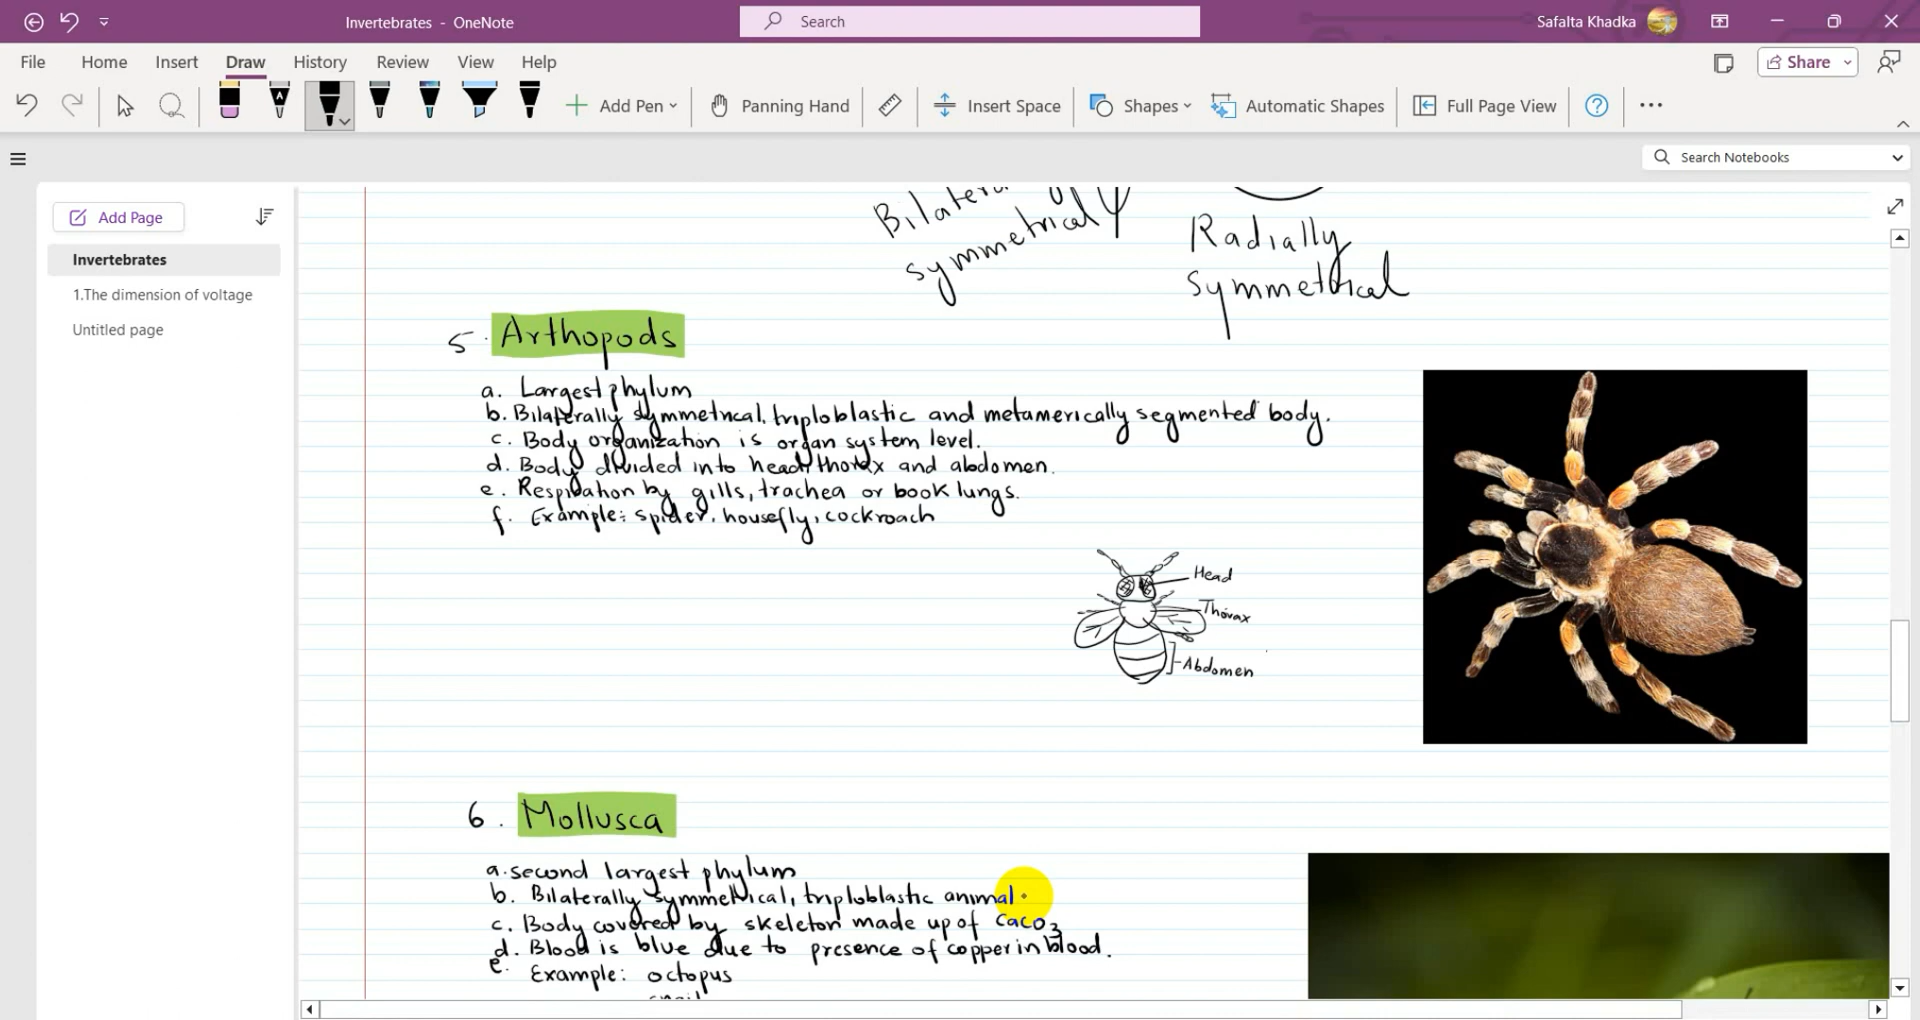 Invertebrates - OneNote
Search
Safalta Khadka
File Home Insert Draw History Review View Help
Share
Add Pen
Panning Hand
Insert Space
Shapes
Automatic Shapes
Full Page View
Search Notebooks
Add Page
Invertebrates
1.The dimension of voltage
Untitled page
symmetrical
Radially
symmetrical
5. Arthopods
a. Largest phylum
b. Bilaterally symmetrical, triploblastic and metamerically segmented body.
c. Body organization is organ system level.
d. Body divided into head, thorax and abdomen.
e. Respiration by gills, trachea or book lungs.
f. Example: spider, housefly, cockroach
Head
Thorax
Abdomen
6. Mollusca
a. second largest phylum
b. Bilaterally symmetrical, triploblastic animal.
c. Body covered by skeleton made up of CaCO3
d. Blood is blue due to presence of copper in blood.
e. Example: octopus